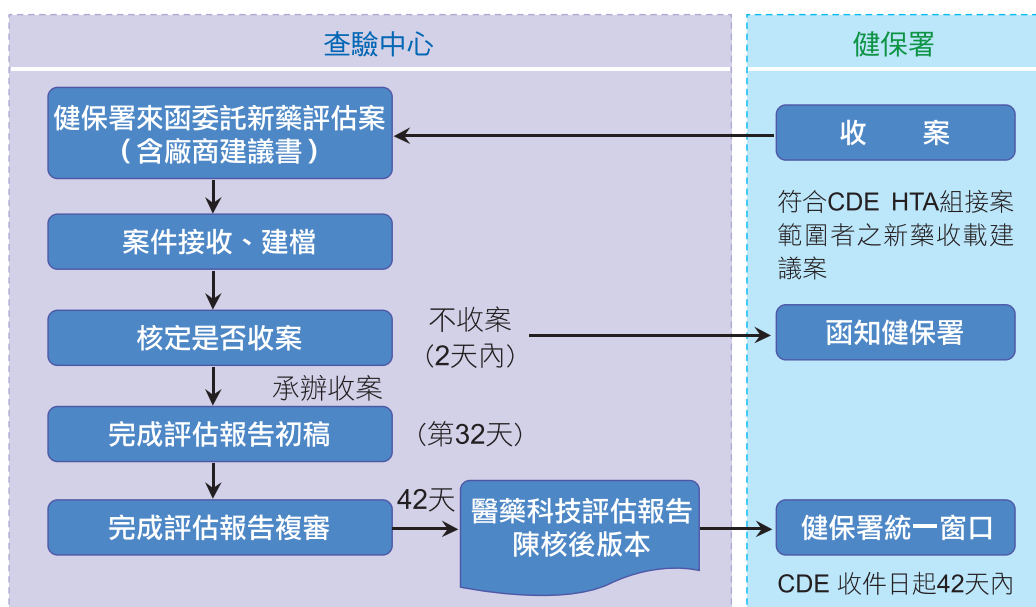 查驗中心
健保署
健保署來函委託新藥評估案
（含廠商建議書）
收 案
符合CDE HTA組接案
範圍者之新藥收載建
議案
案件接收、建檔
核定是否收案
不收案
（2天內）
函知健保署
承辦收案
完成評估報告初稿
（第32天）
完成評估報告複審
42天
醫藥科技評估報告
陳核後版本
健保署統一窗口
CDE 收件日起42天內